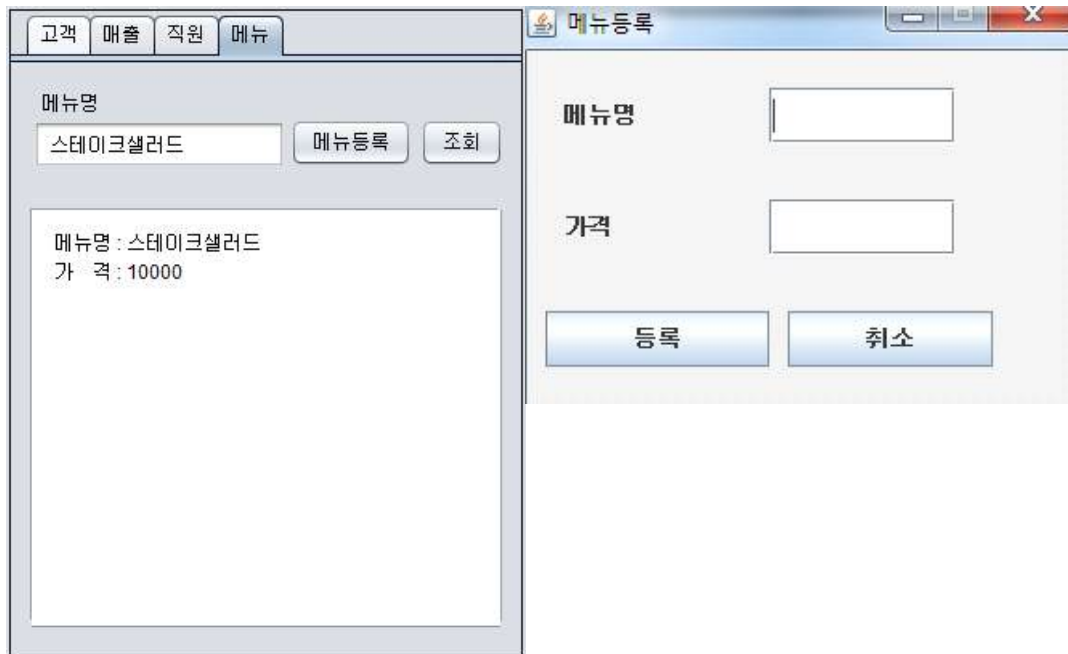 고객 매출 직원 메뉴
메뉴명
스테이크샐러드 메뉴등록 조회
메뉴명 : 스테이크샐러드
가 격 : 10000
메뉴등록
메뉴명
가격
등록 취소